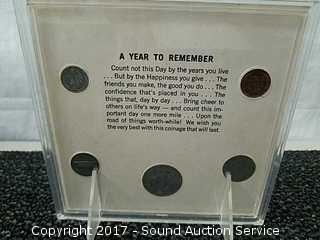 A YEAR TO REMEMBER
Count not this Day by the years you live
. . . But by the Happiness you give . . . The
friends you make, the good you do . . . The
confidence that's placed in you . . . The
things that, day by day . . . Bring cheer to
others on life's way — and count this im-
portant day one more mile . . . Upon the
road of things worth-while! We wish you
the very best with this coinage that will last.
Copyright 2017 - Sound Auction Service